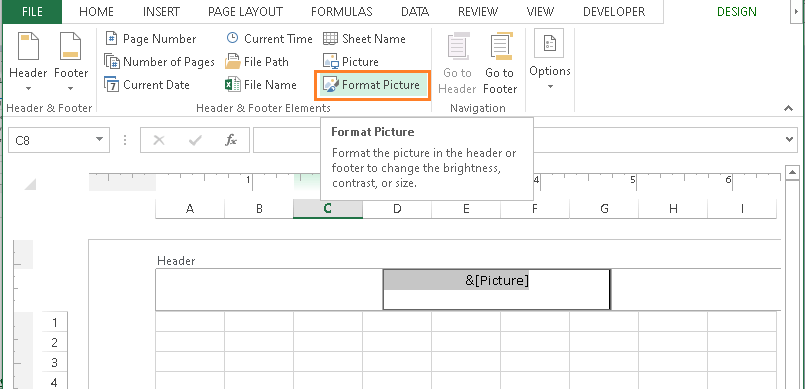 FILE HOME INSERT PAGE LAYOUT FORMULAS DATA REVIEW VIEW DEVELOPER DESIGN
Page Number Current Time Sheet Name
Number of Pages File Path Picture
Current Date File Name Format Picture
Header Footer
Go to Header
Go to Footer
Options
Header & Footer Header & Footer Elements Navigation
C8 fx
Format Picture
Format the picture in the header or
footer to change the brightness,
contrast, or size.
1 4 5 6
A B C D E F G H I
Header
&[Picture]
1
2
3
4